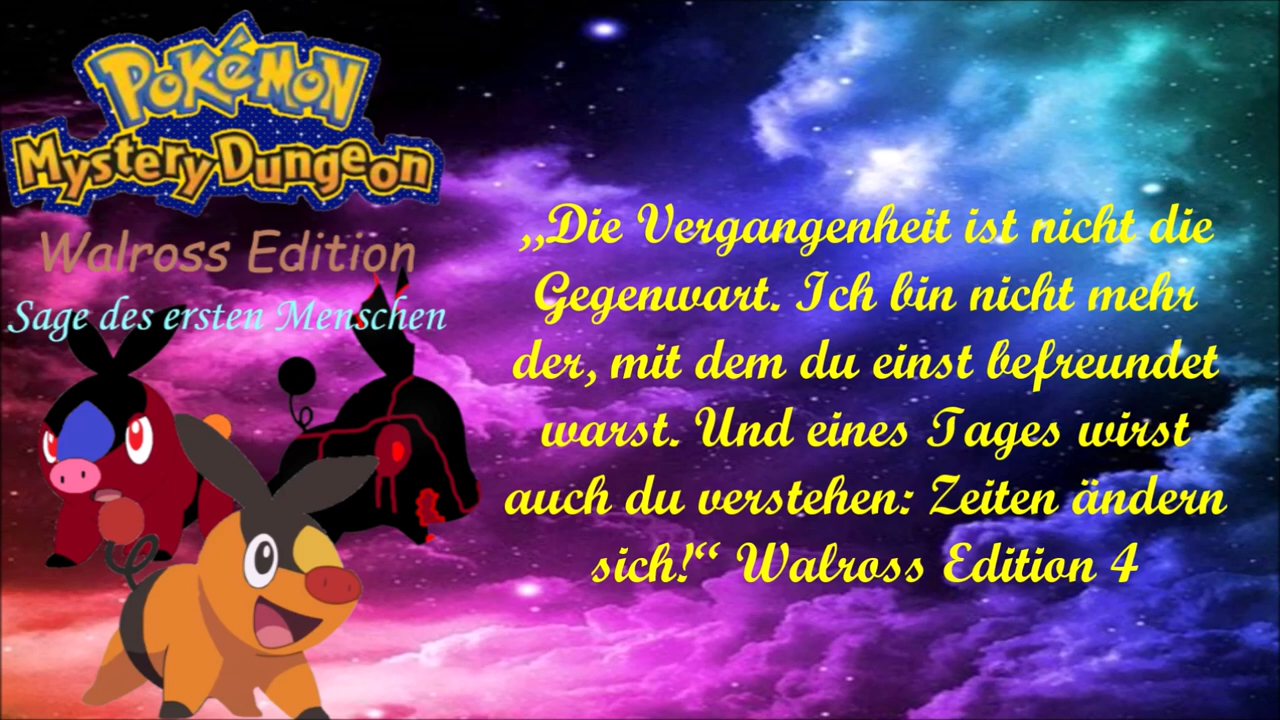 POKéMON
Mystery Dungeon
Walross Edition
Sage des ersten Menschen
„Die Vergangenheit ist nicht die
Gegenwart. Ich bin nicht mehr
der, mit dem du einst befreundet
warst. Und eines Tages wirst
auch du verstehen: Zeiten ändern
sich!“ Walross Edition 4